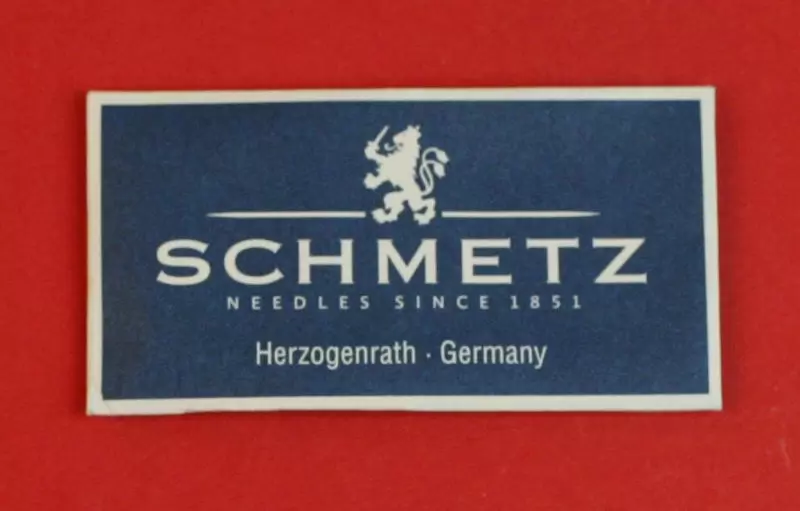 SCHMETZ
NEEDLES SINCE 1851
Herzogenrath · Germany